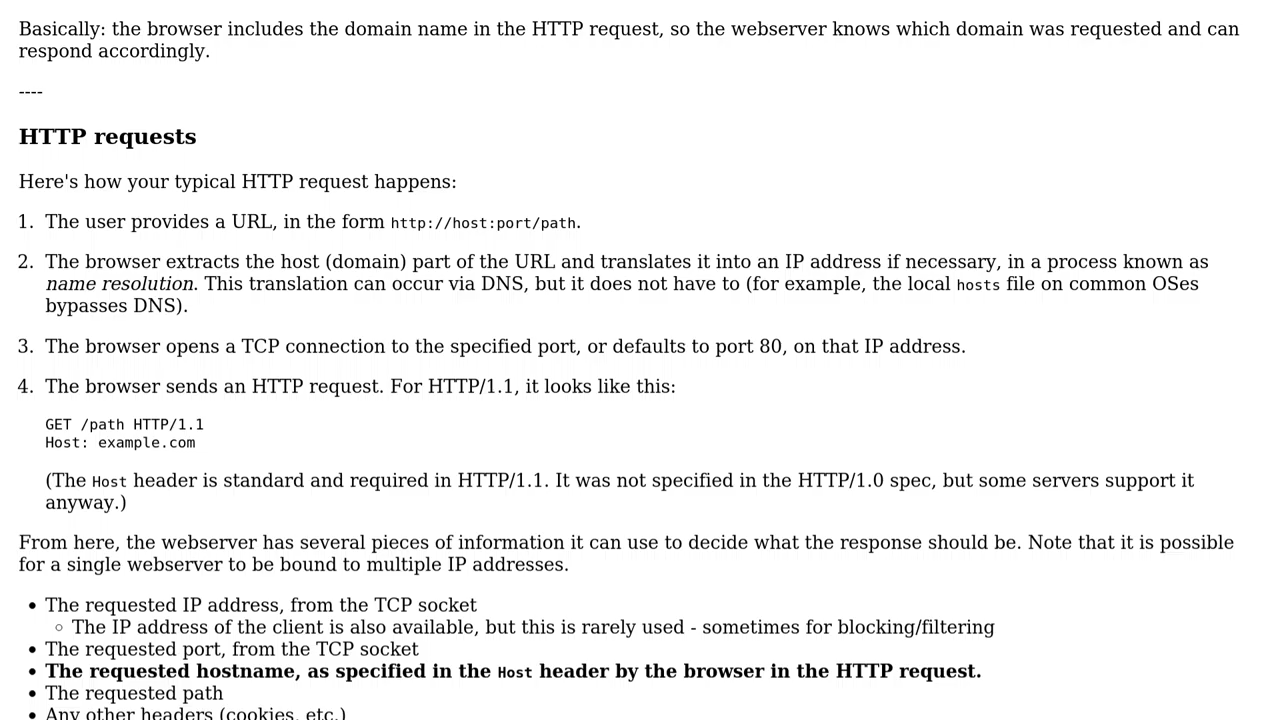 Basically: the browser includes the domain name in the HTTP request, so the webserver knows which domain was requested and can
respond accordingly.
----
HTTP requests
Here's how your typical HTTP request happens:
1. The user provides a URL, in the form http://host:port/path.
2. The browser extracts the host (domain) part of the URL and translates it into an IP address if necessary, in a process known as
name resolution. This translation can occur via DNS, but it does not have to (for example, the local hosts file on common OSes
bypasses DNS).
3. The browser opens a TCP connection to the specified port, or defaults to port 80, on that IP address.
4. The browser sends an HTTP request. For HTTP/1.1, it looks like this:
GET /path HTTP/1.1
Host: example.com
(The Host header is standard and required in HTTP/1.1. It was not specified in the HTTP/1.0 spec, but some servers support it
anyway.)
From here, the webserver has several pieces of information it can use to decide what the response should be. Note that it is possible
for a single webserver to be bound to multiple IP addresses.
• The requested IP address, from the TCP socket
◦ The IP address of the client is also available, but this is rarely used - sometimes for blocking/filtering
• The requested port, from the TCP socket
• The requested hostname, as specified in the Host header by the browser in the HTTP request.
• The requested path
• Any other headers (cookies, etc.)